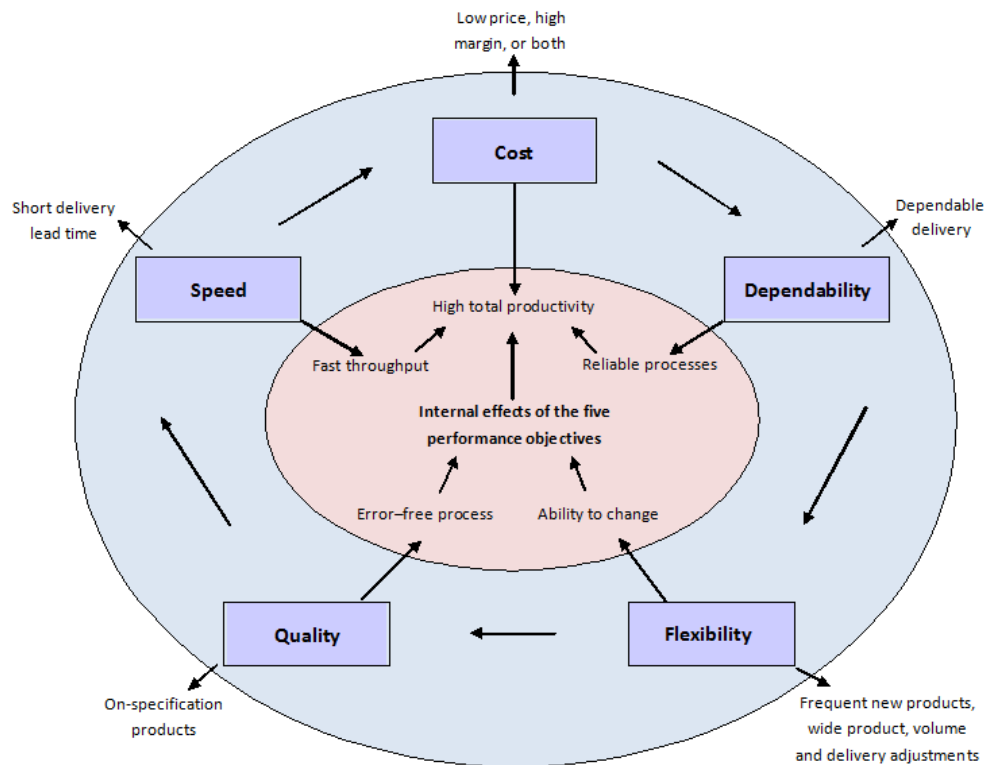 Low price, high
margin, or both
Cost
Short delivery
lead time
Dependable
delivery
Speed
Dependability
High total productivity
Fast throughput
Reliable processes
Internal effects of the five
performance objectives
Error–free process
Ability to change
Quality
Flexibility
On-specification
products
Frequent new products,
wide product, volume
and delivery adjustments